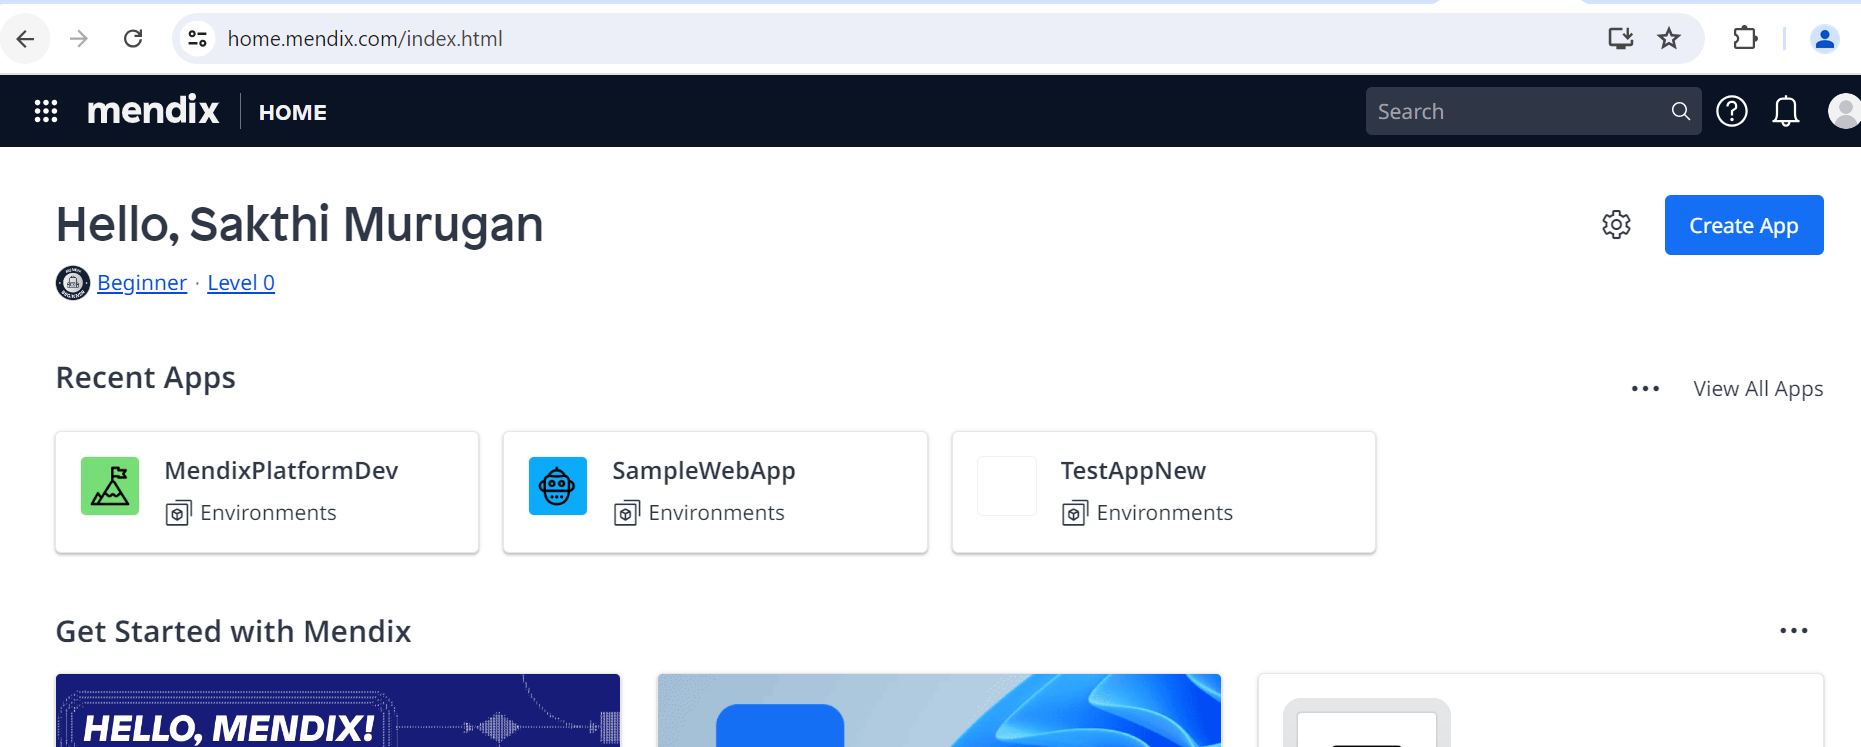 home.mendix.com/index.html
mendix HOME
Search
Hello, Sakthi Murugan
Create App
Beginner · Level 0
Recent Apps
View All Apps
MendixPlatformDev
Environments
SampleWebApp
Environments
TestAppNew
Environments
Get Started with Mendix
HELLO, MENDIX!